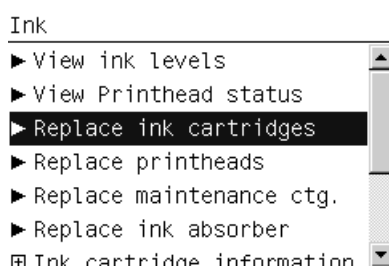 Ink
View ink levels
View Printhead status
Replace ink cartridges
Replace printheads
Replace maintenance ctg.
Replace ink absorber
Ink cartridge information